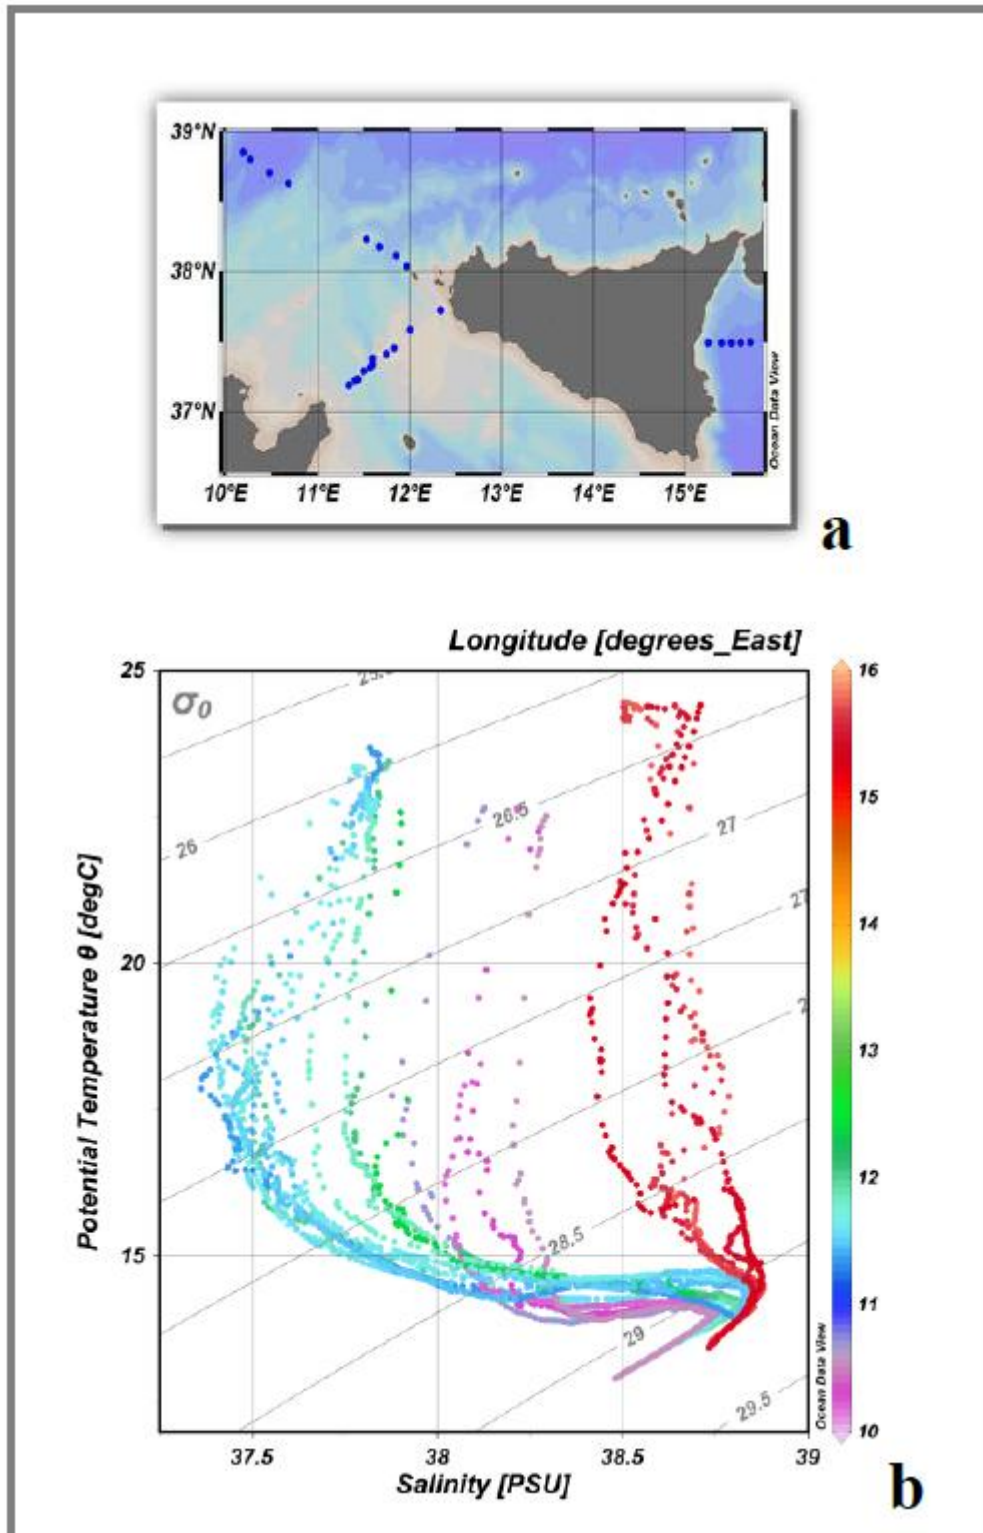 39°N
38°N
37°N
10°E 11°E 12°E 13°E 14°E 15°E
Ocean Data View
a
Longitude [degrees_East]
25
20
15
σ0
26
26.5
27
28.5
29
29.5
16
15
14
13
12
11
10
Potential Temperature θ [degC]
Ocean Data View
37.5 38 38.5 39
Salinity [PSU]
b